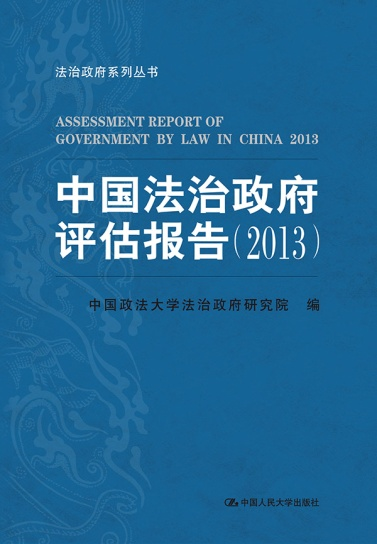 法治政府系列丛书
ASSESSMENT REPORT OF
GOVERNMENT BY LAW IN CHINA 2013
中国法治政府
评估报告(2013)
中国政法大学法治政府研究院 编
中国人民大学出版社